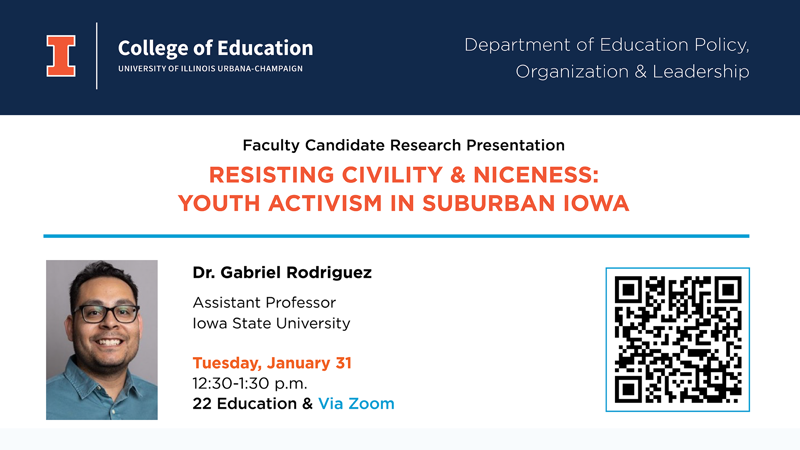 College of Education
UNIVERSITY OF ILLINOIS URBANA-CHAMPAIGN
Department of Education Policy,
Organization & Leadership
Faculty Candidate Research Presentation
RESISTING CIVILITY & NICENESS:
YOUTH ACTIVISM IN SUBURBAN IOWA
Dr. Gabriel Rodriguez
Assistant Professor
Iowa State University
Tuesday, January 31
12:30-1:30 p.m.
22 Education & Via Zoom